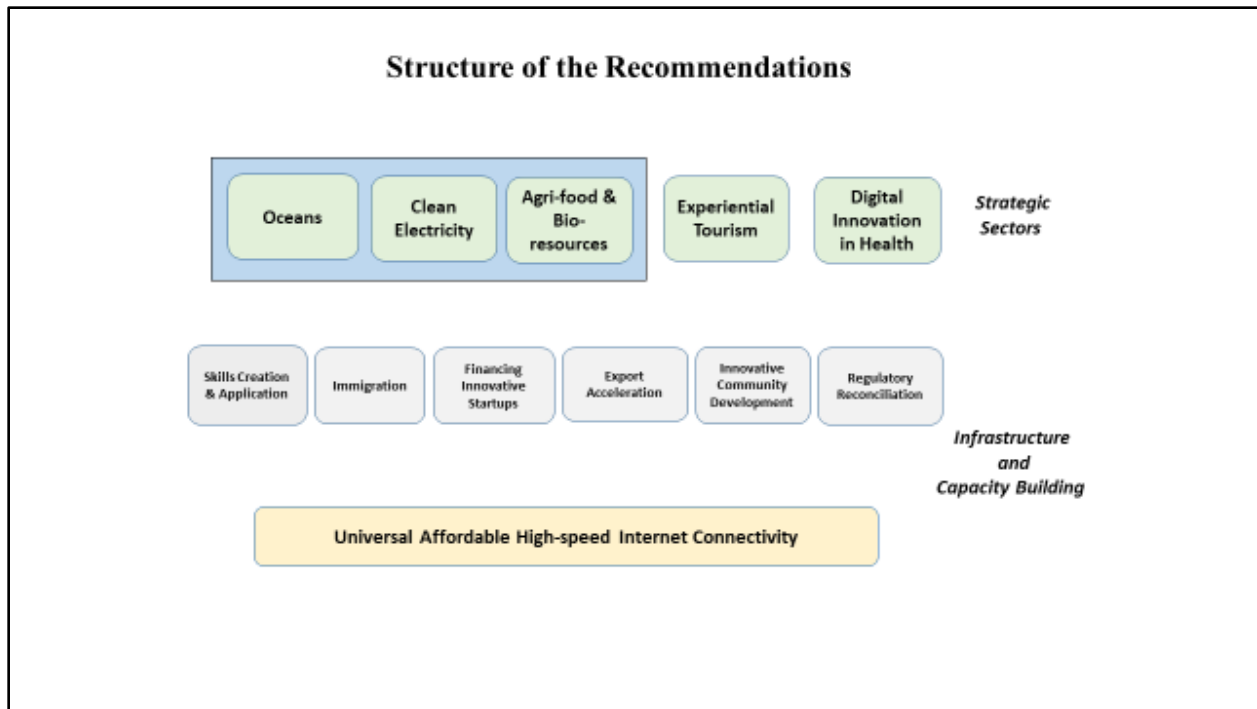 Structure of the Recommendations
Oceans
Clean
Electricity
Agri-food &
Bio-
resources
Experiential
Tourism
Digital
Innovation
in Health
Strategic
Sectors
Skills Creation
& Application
Immigration
Financing
Innovative
Startups
Export
Acceleration
Innovative
Community
Development
Regulatory
Reconciliation
Infrastructure
and
Capacity Building
Universal Affordable High-speed Internet Connectivity